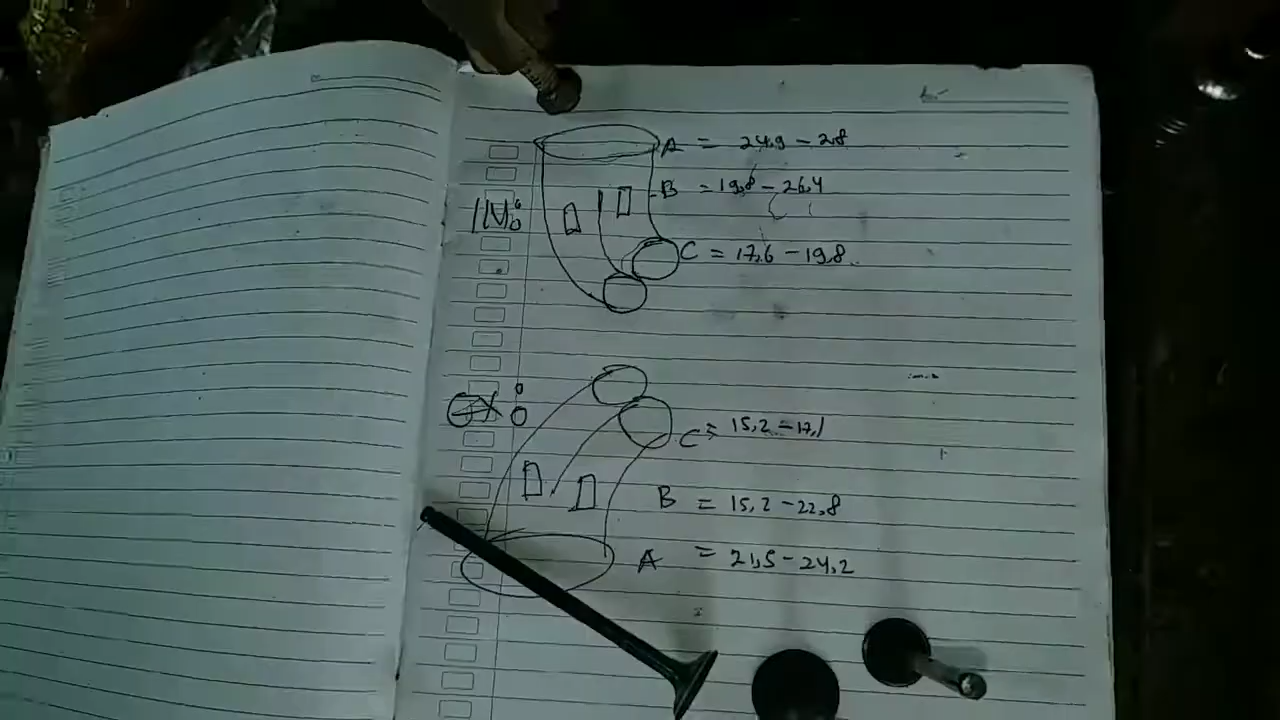 A = 24,9 - 28
B = 19,8 - 26,4
IN
C = 17,6 - 19,8
C = 15,2 - 17,1
B = 15,2 - 22,8
A = 21,5 - 24,2